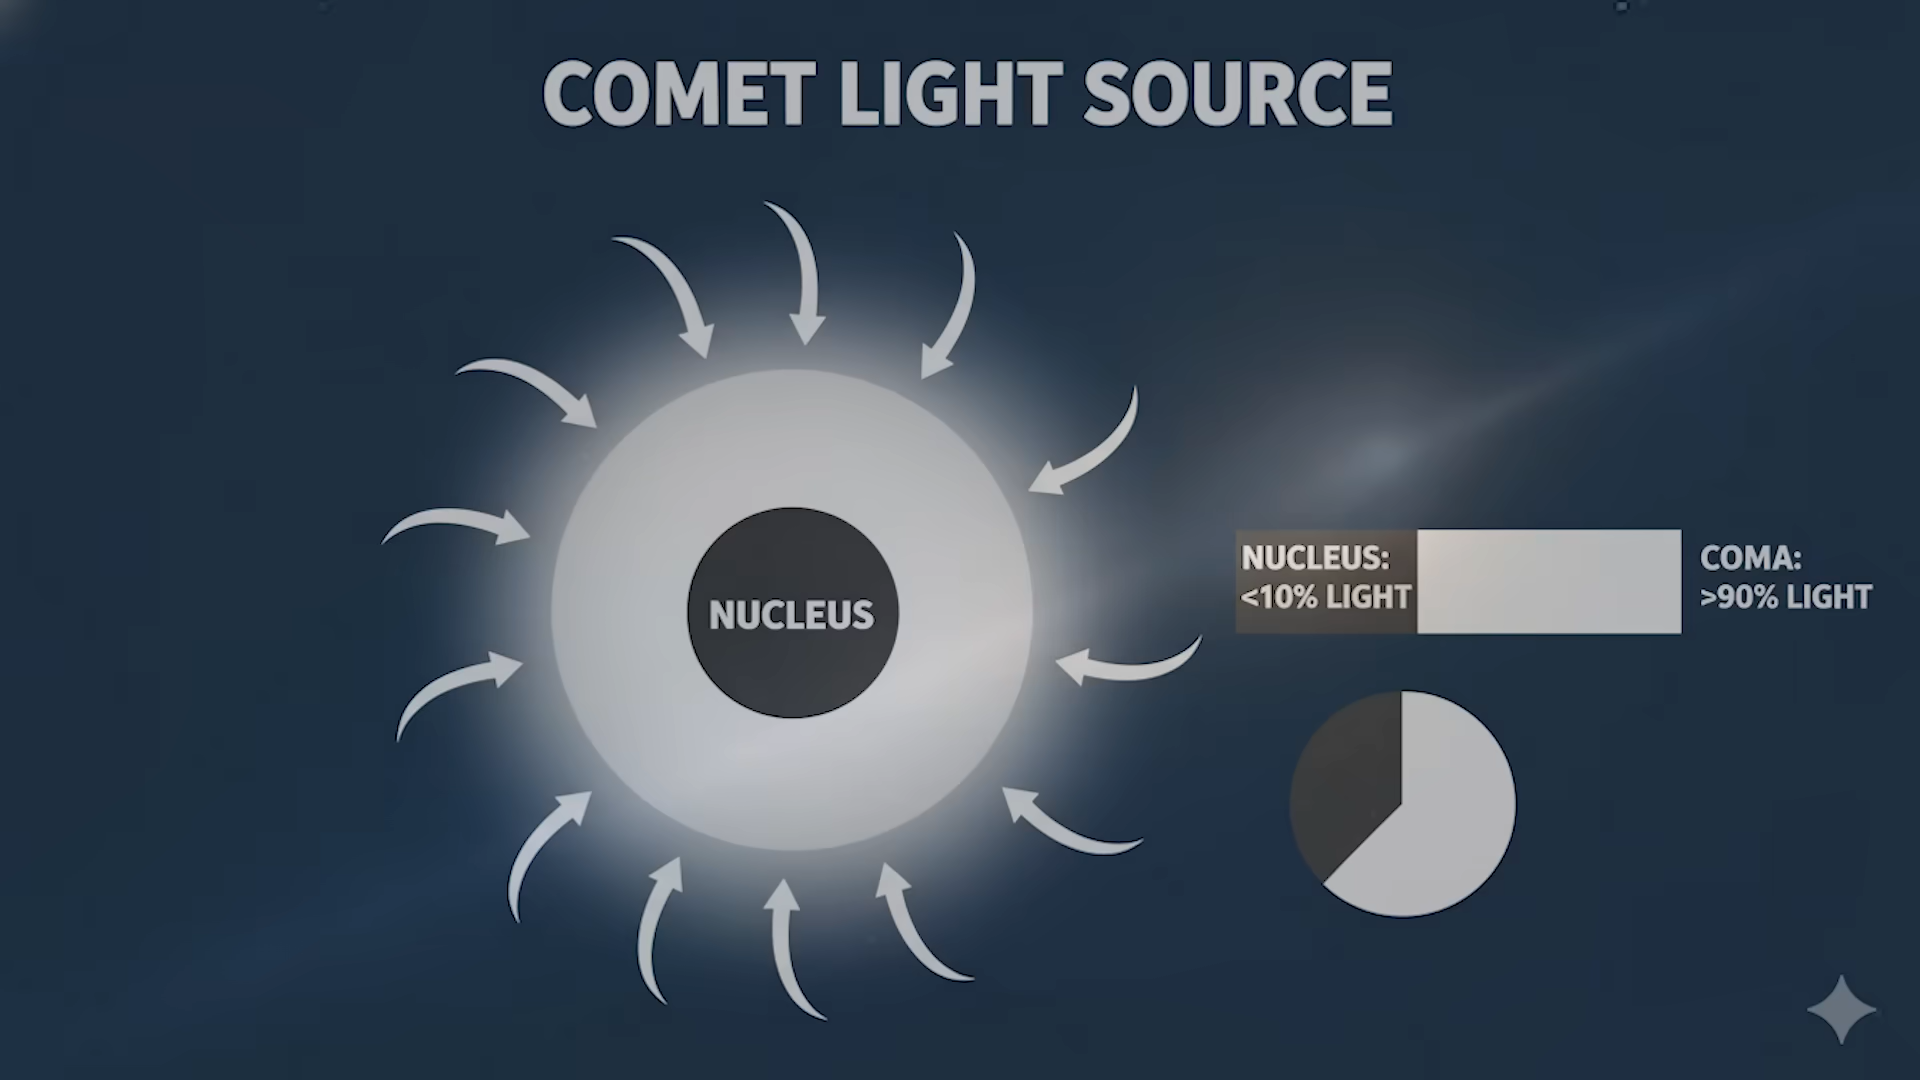 COMET LIGHT SOURCE
NUCLEUS
NUCLEUS:
<10% LIGHT
COMA:
>90% LIGHT